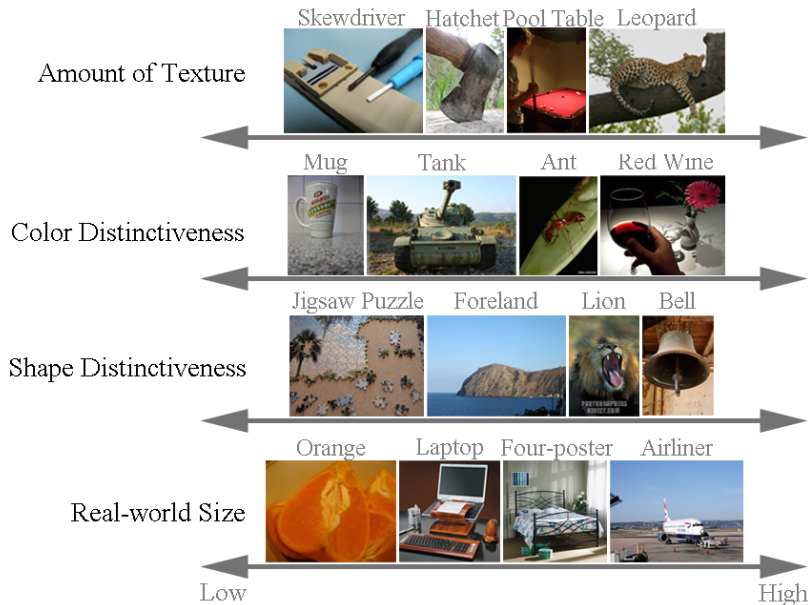 Skewdriver Hatchet Pool Table Leopard
Amount of Texture
Mug Tank Ant Red Wine
Color Distinctiveness
Jigsaw Puzzle Foreland Lion Bell
Shape Distinctiveness
Orange Laptop Four-poster Airliner
Real-world Size
Low High